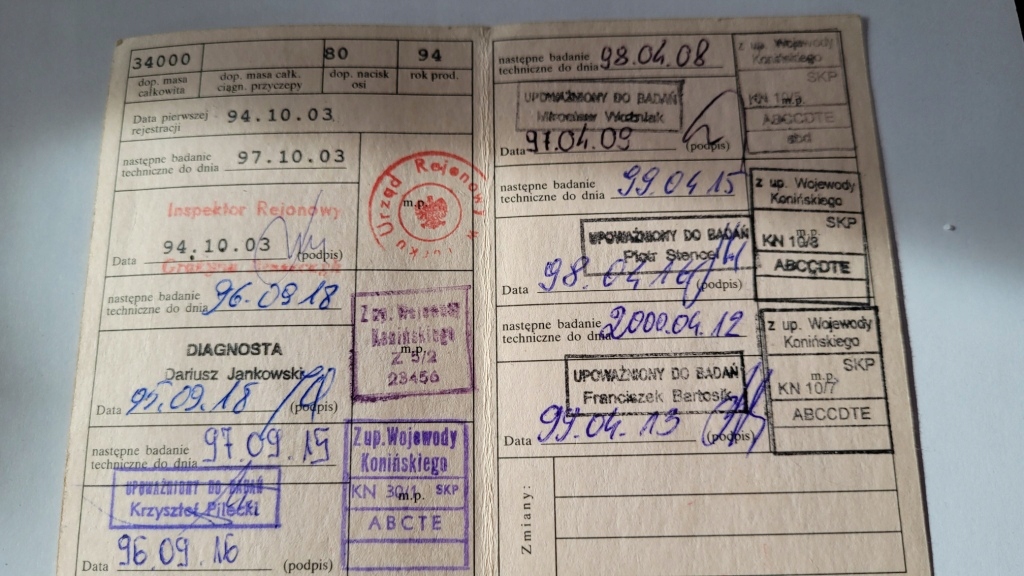 34000 80 94
dop. masa całkowita
dop. masa całk. ciągn. przyczepy
dop. nacisk osi
rok prod.
Data pierwszej rejestracji 94.10.03
następne badanie techniczne do dnia 97.10.03
Inspektor Rejonowy
94.10.03
Data (podpis)
Urząd Rejonowy w
m.p.
następne badanie techniczne do dnia 96.09.18
DIAGNOSTA
Dariusz Jankowski
Data 95.09.18 (podpis)
Z up. Wojewody
Konińskiego
m.p.
Z 5/2
23456
następne badanie techniczne do dnia 97.09.15
UPOWAŻNIONY DO BADAŃ
Krzysztof Pilecki
Data 96.09.16 (podpis)
Z up. Wojewody
Konińskiego
KN 30/1 m.p. SKP
ABCTE
następne badanie techniczne do dnia 98.04.08
UPOWAŻNIONY DO BADAŃ
Mirosław Woźniak
Data 97.04.09 (podpis)
z up. Wojewody
Konińskiego
SKP
m.p.
ABCCDTE
następne badanie techniczne do dnia 99.04.15
UPOWAŻNIONY DO BADAŃ
Piotr Stencel
Data 98.04.16 (podpis)
z up. Wojewody
Konińskiego
SKP
m.p.
KN 10/8
ABCCDTE
następne badanie techniczne do dnia 2000.04.12
UPOWAŻNIONY DO BADAŃ
Franciszek Bartosik
Data 99.04.13 (podpis)
z up. Wojewody
Konińskiego
SKP
m.p.
KN 10/7
ABCCDTE
Zmiany: